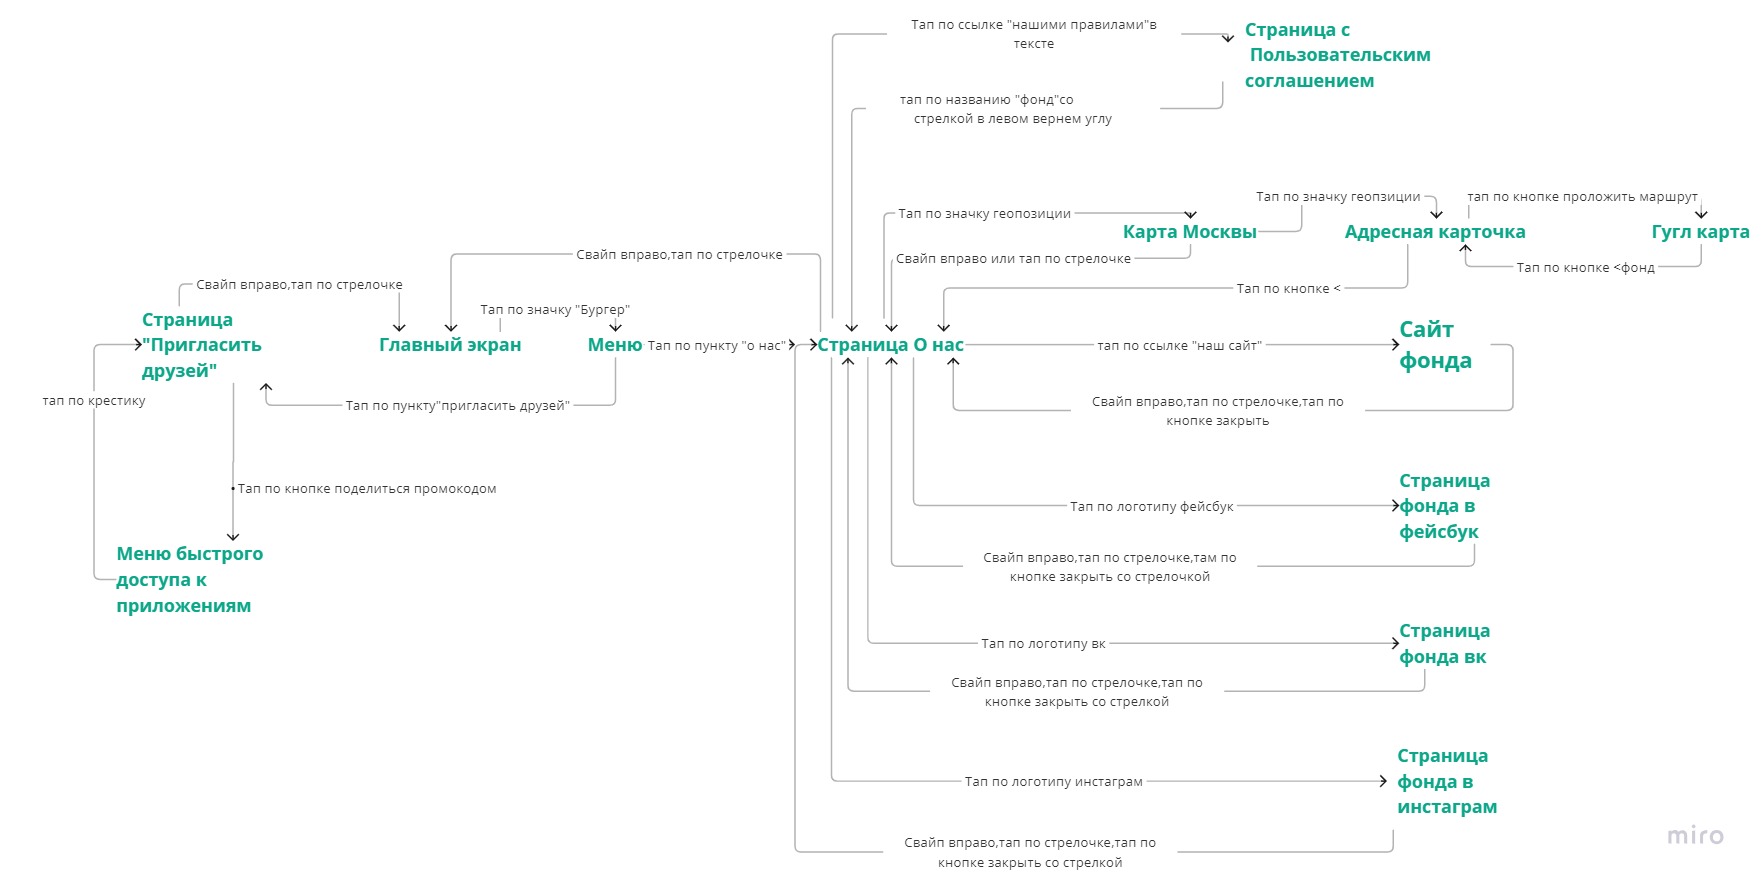 Тап по ссылке "нашими правилами"в
тексте
Страница с
Пользовательским
соглашением
тап по названию "фонд"со
стрелкой в левом вернем углу
Тап по значку геопзиции
тап по кнопке проложить маршрут
Тап по значку геопозиции
Карта Москвы
Адресная карточка
Гугл карта
Свайп вправо,тап по стрелочке
Свайп вправо или тап по стрелочке
Тап по кнопке <фонд
Свайп вправо,тап по стрелочке
Тап по кнопке <
Тап по значку "Бургер"
Страница
"Пригласить
друзей"
Главный экран
Меню
Тап по пункту "о нас"
Страница О нас
тап по ссылке "наш сайт"
Сайт
фонда
тап по крестику
Тап по пункту"пригласить друзей"
Свайп вправо,тап по стрелочке,тап по
кнопке закрыть
Тап по кнопке поделиться промокодом
Страница
фонда в
фейсбук
Тап по логотипу фейсбук
Меню быстрого
доступа к
приложениям
Свайп вправо,тап по стрелочке,там по
кнопке закрыть со стрелочкой
Тап по логотипу вк
Страница
фонда вк
Свайп вправо,тап по стрелочке,тап по
кнопке закрыть со стрелкой
Тап по логотипу инстаграм
Страница
фонда в
инстаграм
Свайп вправо,тап по стрелочке,тап по
кнопке закрыть со стрелкой
miro